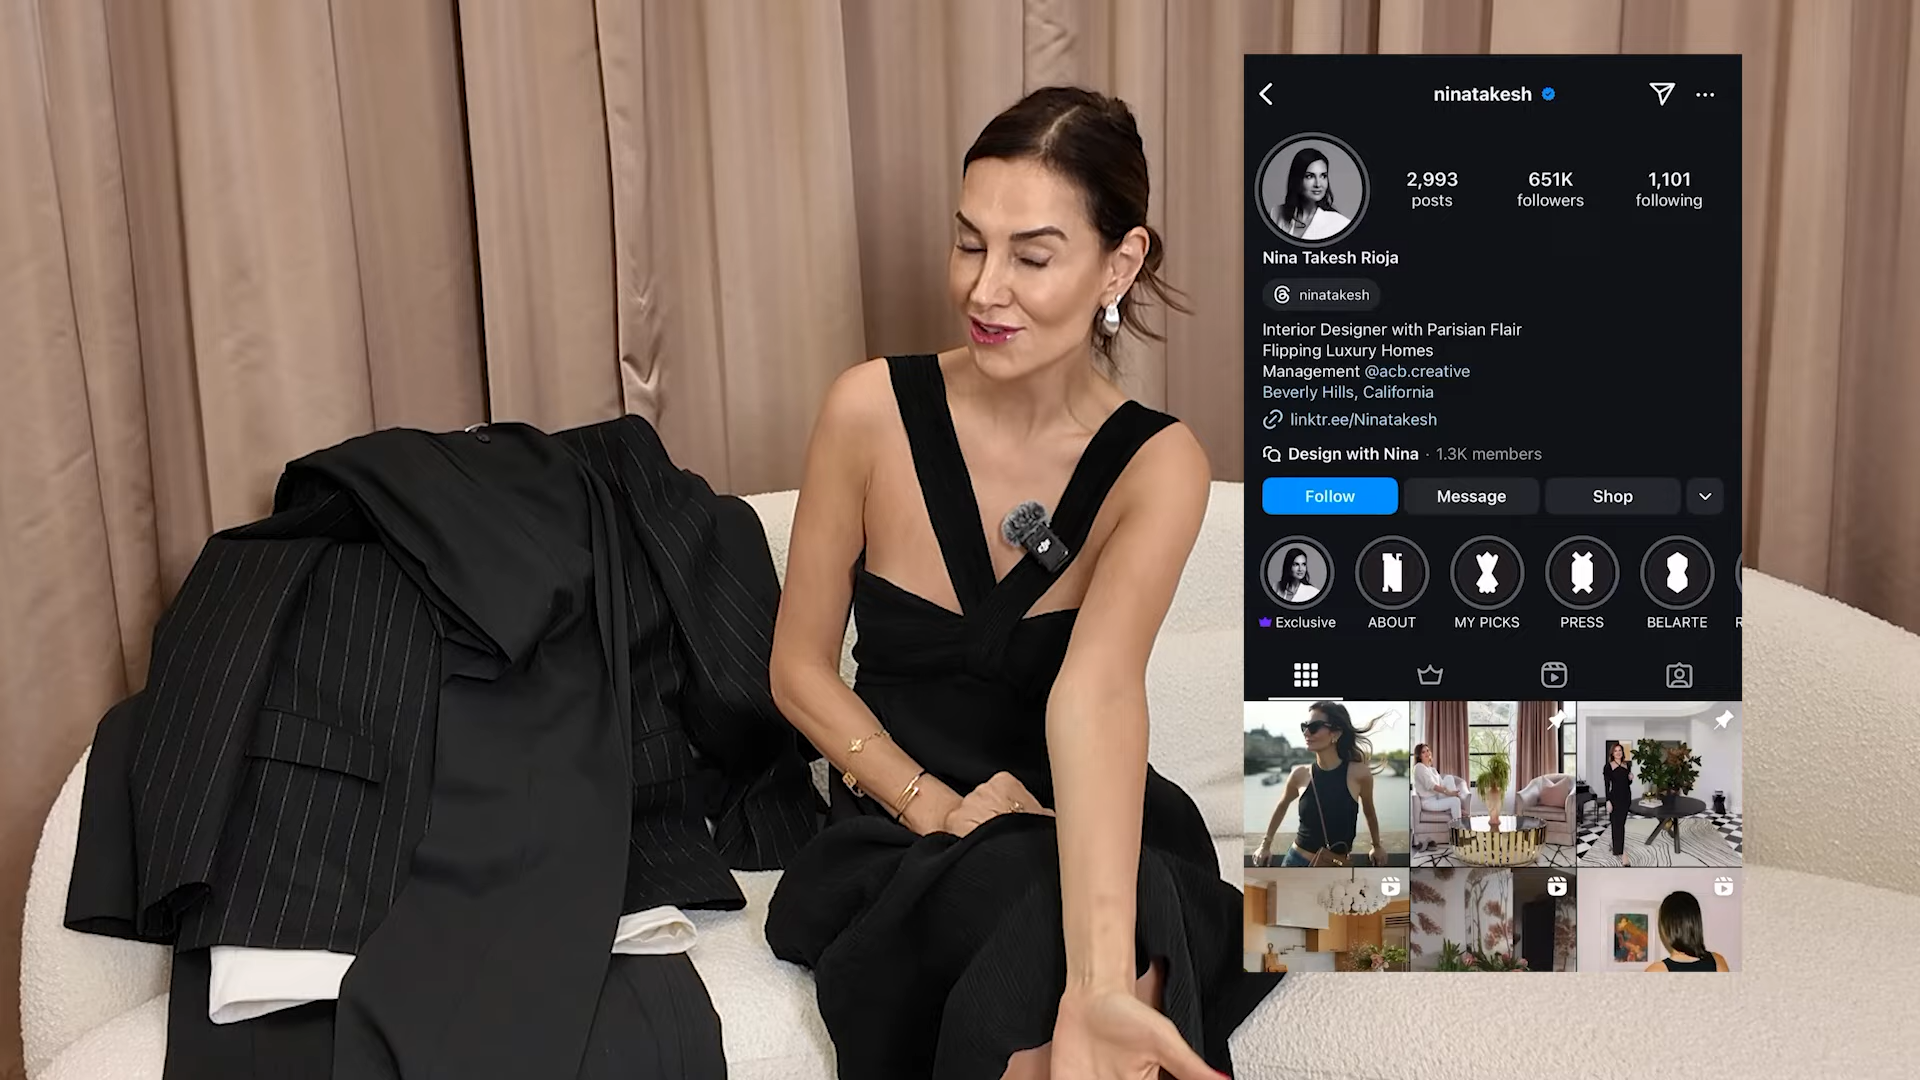 ninatakesh
2,993 651K 1,101
posts followers following
Nina Takesh Rioja
ninatakesh
Interior Designer with Parisian Flair
Flipping Luxury Homes
Management @acb.creative
Beverly Hills, California
linktr.ee/Ninatakesh
Design with Nina · 1.3K members
Follow Message Shop
N
Exclusive ABOUT MY PICKS PRESS BELARTE R